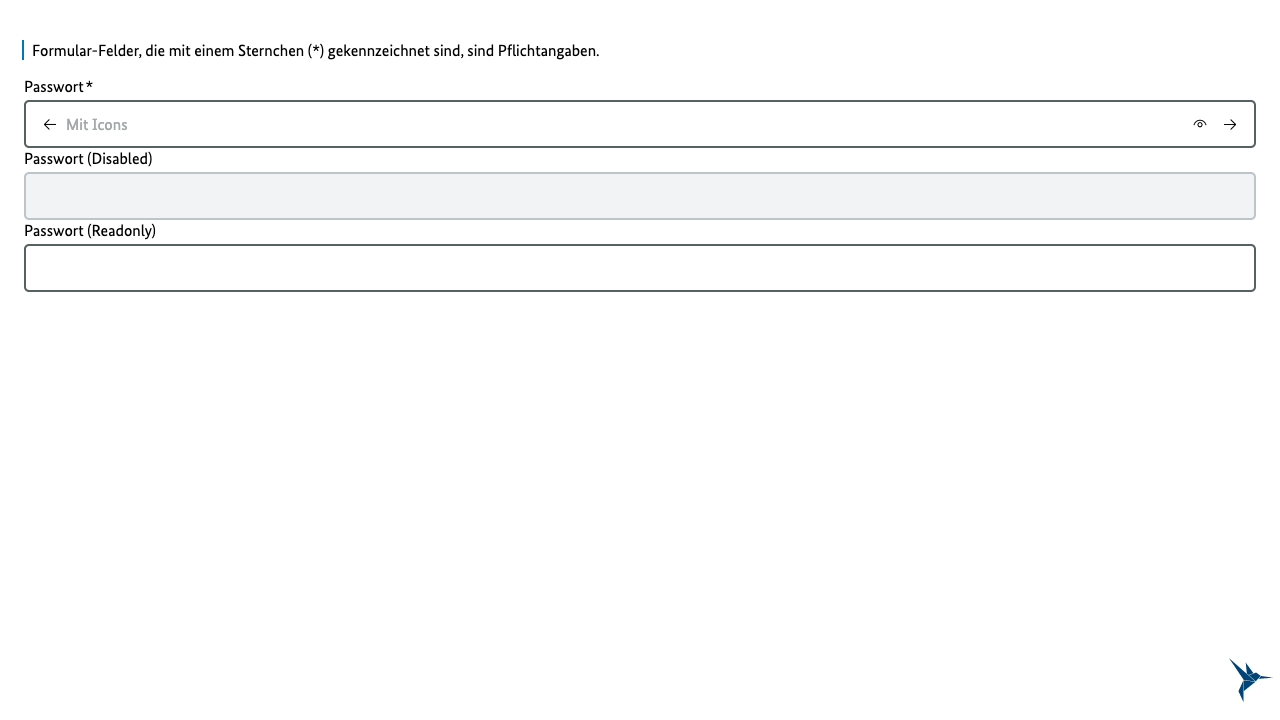 Formular-Felder, die mit einem Sternchen (*) gekennzeichnet sind, sind Pflichtangaben.
Passwort*
Mit Icons
Passwort (Disabled)
Passwort (Readonly)